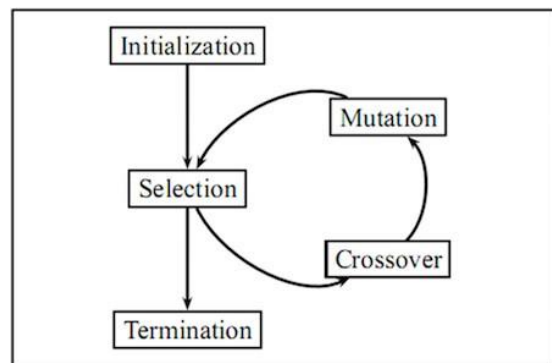 Initialization
Mutation
Selection
Crossover
Termination